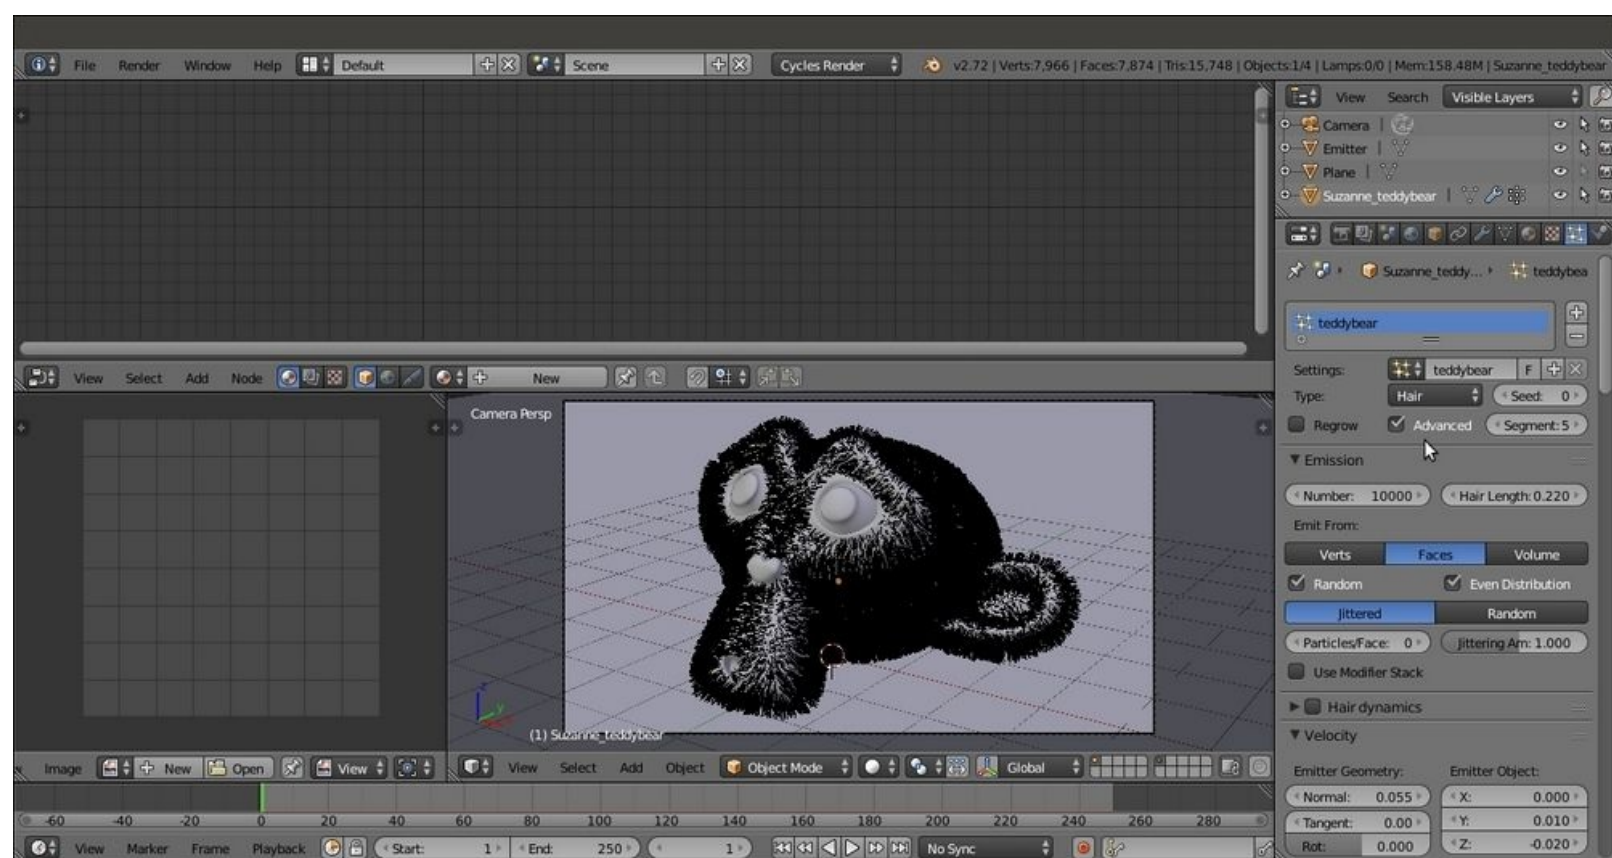 File Render Window Help Default Scene Cycles Render v2.72 | Verts:7,966 | Faces:7,874 | Tris:15,748 | Objects:1/4 | Lamps:0/0 | Mem:158.48M | Suzanne_teddybear
View Search Visible Layers
Camera
Emitter
Plane
Suzanne_teddybear
Suzanne_teddy... teddybea
teddybear
Settings: teddybear F
Type: Hair Seed: 0
Regrow Advanced Segment: 5
Emission
Number: 10000 Hair Length: 0.220
Emit From:
Verts Faces Volume
Random Even Distribution
Jittered Random
Particles/Face: 0 Jittering Am: 1.000
Use Modifier Stack
Hair dynamics
Velocity
Emitter Geometry: Emitter Object:
Normal: 0.055 X: 0.000
Tangent: 0.00 Y: 0.010
Rot: 0.000 Z: -0.020
View Select Add Node New
Camera Persp
z
y
(1) Suzanne_teddybear
Image New Open View
View Select Add Object Object Mode Global
-60 -40 -20 0 20 40 60 80 100 120 140 160 180 200 220 240 260 280
View Marker Frame Playback Start: 1 End: 250 1 No Sync